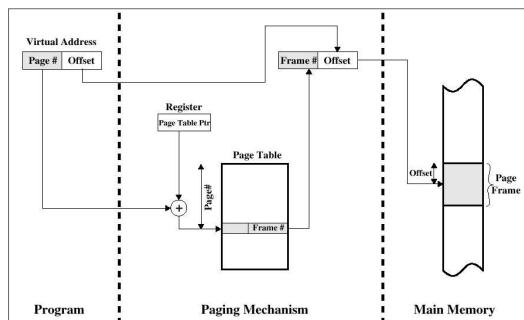 Virtual Address
Page # Offset
Frame # Offset
Register
Page Table Ptr
Page Table
Page#
+
Frame #
Offset
Page
Frame
Program
Paging Mechanism
Main Memory